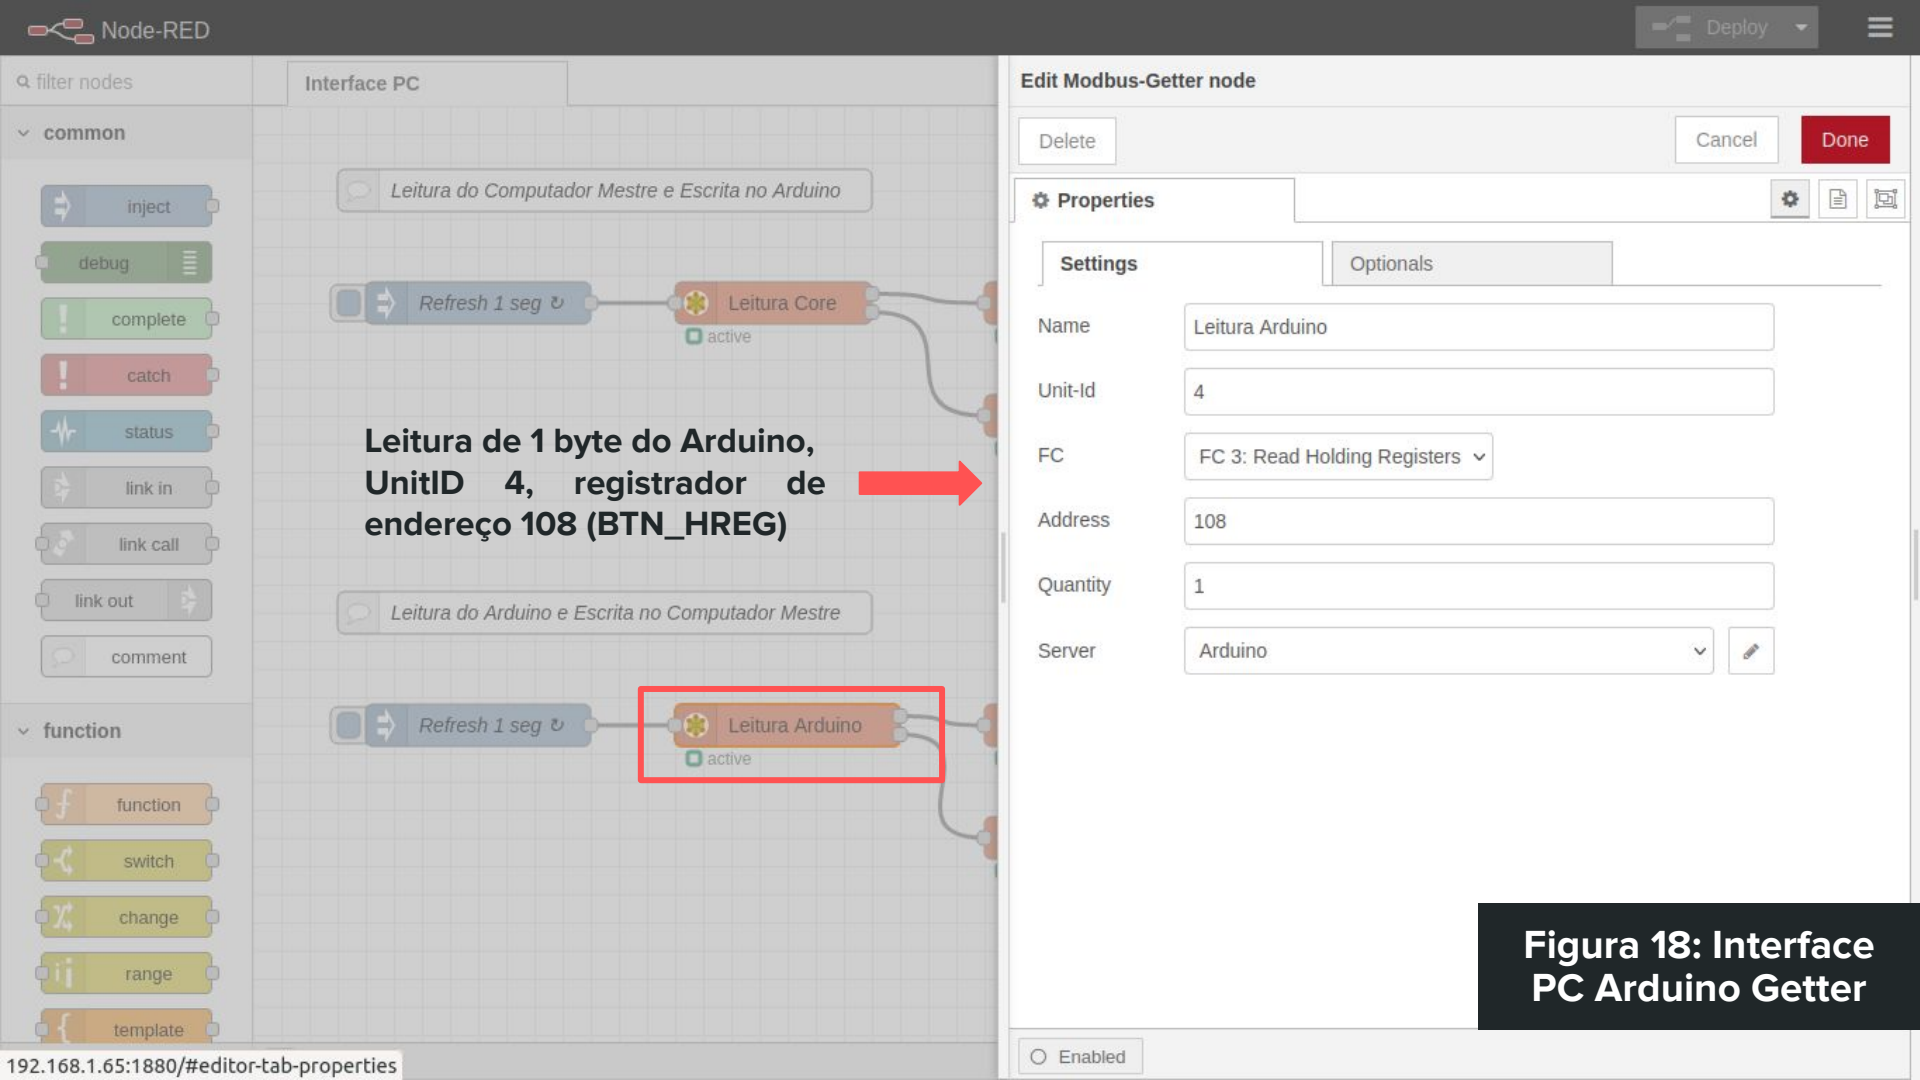 Node-RED
Deploy
filter nodes
Interface PC
Edit Modbus-Getter node
common
Delete
Cancel
Done
inject
Leitura do Computador Mestre e Escrita no Arduino
Properties
debug
Settings
Optionals
complete
Refresh 1 seg ↻
Leitura Core
active
Name
Leitura Arduino
catch
Unit-Id
4
status
Leitura de 1 byte do Arduino,
UnitID 4, registrador de
endereço 108 (BTN_HREG)
FC
FC 3: Read Holding Registers
link in
Address
108
link call
Quantity
1
link out
Leitura do Arduino e Escrita no Computador Mestre
comment
Server
Arduino
function
Refresh 1 seg ↻
Leitura Arduino
active
function
switch
change
range
template
Figura 18: Interface
PC Arduino Getter
192.168.1.65:1880/#editor-tab-properties
Enabled